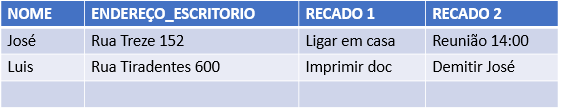 NOME ENDEREÇO_ESCRITORIO RECADO 1 RECADO 2
José Rua Treze 152 Ligar em casa Reunião 14:00
Luis Rua Tiradentes 600 Imprimir doc Demitir José